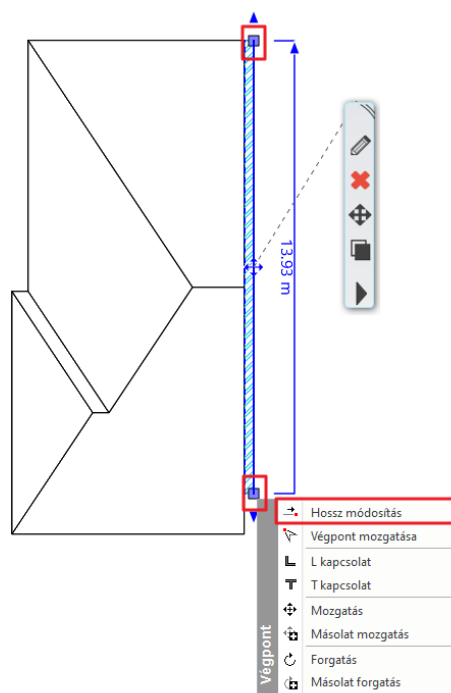 13.93 m
Végpont
Hossz módosítás
Végpont mozgatása
L kapcsolat
T kapcsolat
Mozgatás
Másolat mozgatás
Forgatás
Másolat forgatás